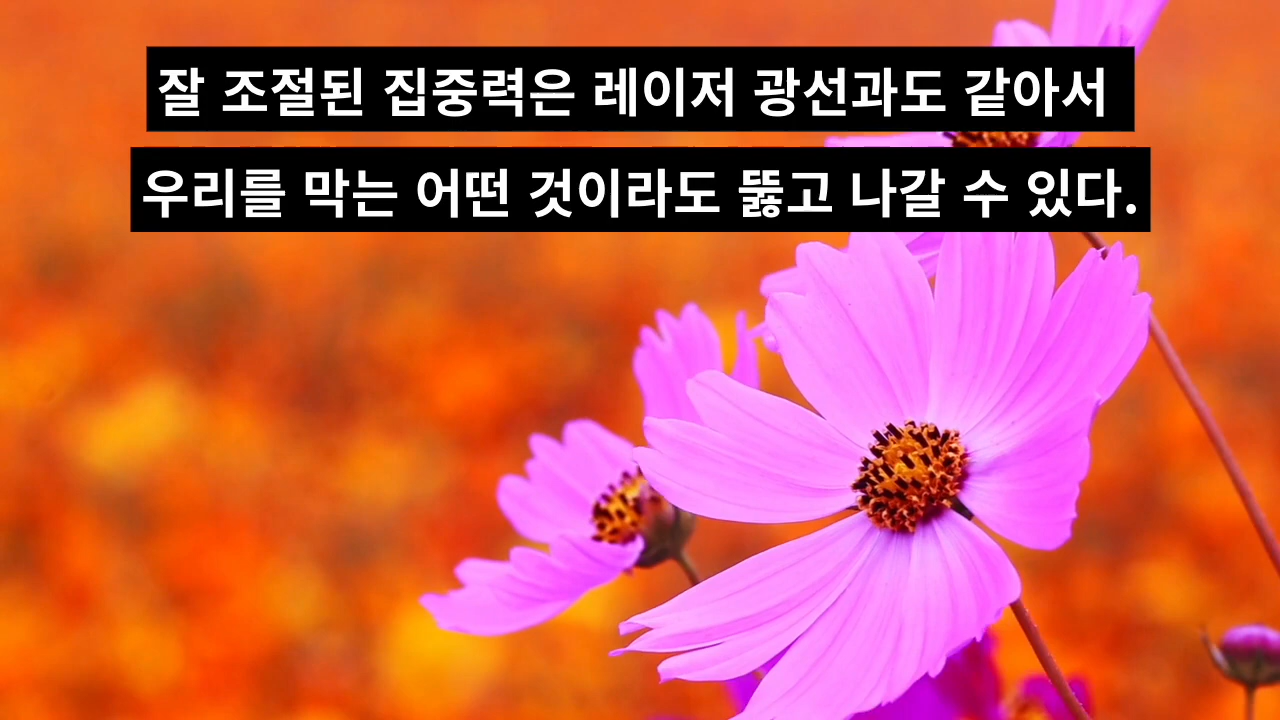 잘 조절된 집중력은 레이저 광선과도 같아서
우리를 막는 어떤 것이라도 뚫고 나갈 수 있다.